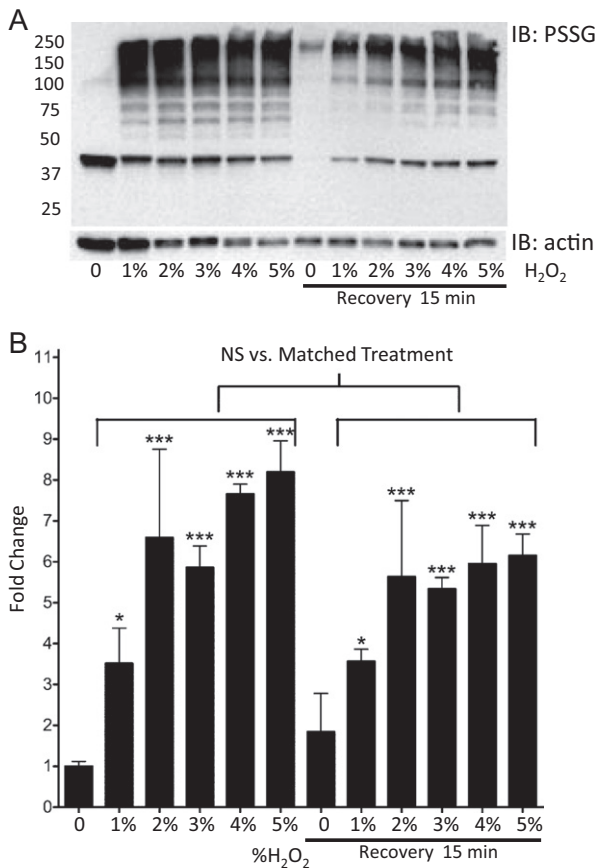 A
IB: PSSG
250
150
100
75
50
37
25
IB: actin
0 1% 2% 3% 4% 5% 0 1% 2% 3% 4% 5% H₂O₂
Recovery 15 min
B
NS vs. Matched Treatment
Fold Change
11
10
9
8
7
6
5
4
3
2
1
0
* *** *** *** *** * *** *** *** ***
0 1% 2% 3% 4% 5% 0 1% 2% 3% 4% 5%
%H₂O₂ Recovery 15 min